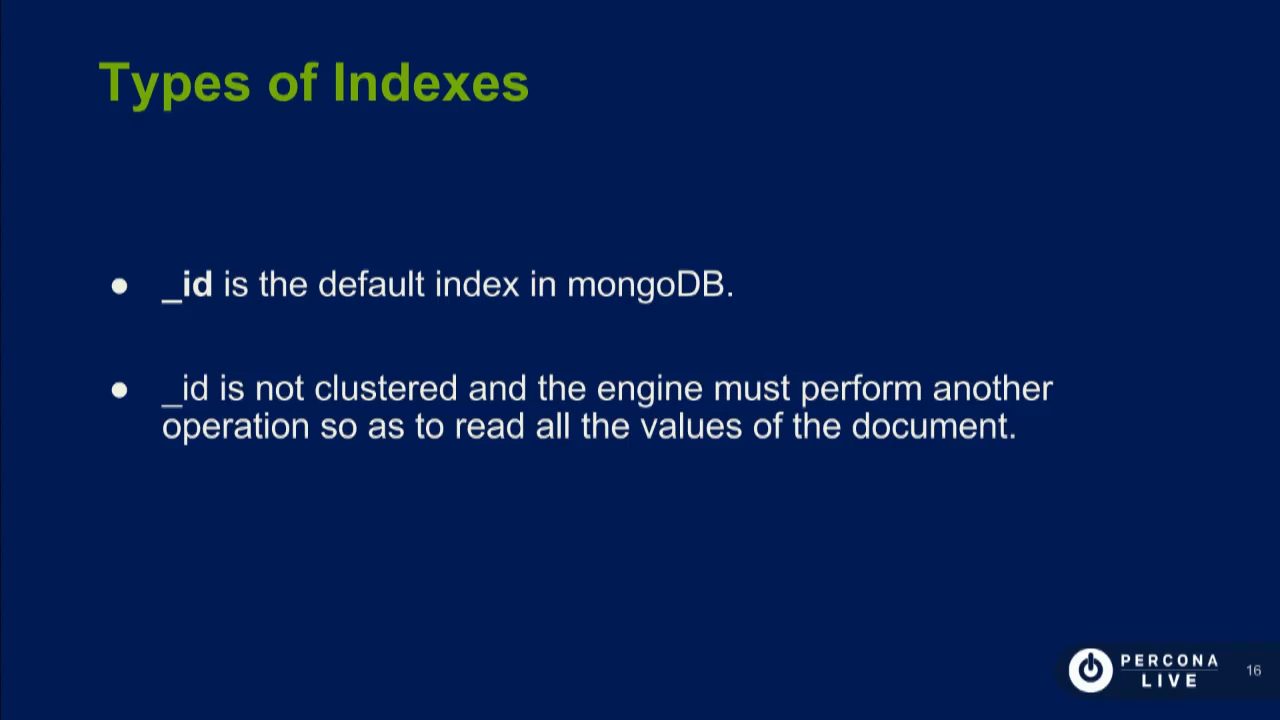 Types of Indexes
● _id is the default index in mongoDB.
● _id is not clustered and the engine must perform another
operation so as to read all the values of the document.
PERCONA
LIVE
16